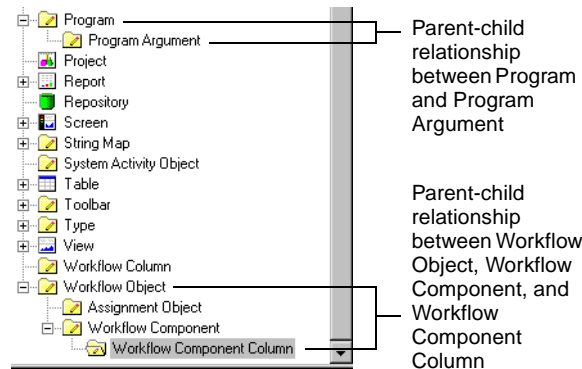 Program
Program Argument
Project
Report
Repository
Screen
String Map
System Activity Object
Table
Toolbar
Type
View
Workflow Column
Workflow Object
Assignment Object
Workflow Component
Workflow Component Column
Parent-child
relationship
between Program
and Program
Argument
Parent-child
relationship
between Workflow
Object, Workflow
Component, and
Workflow
Component
Column